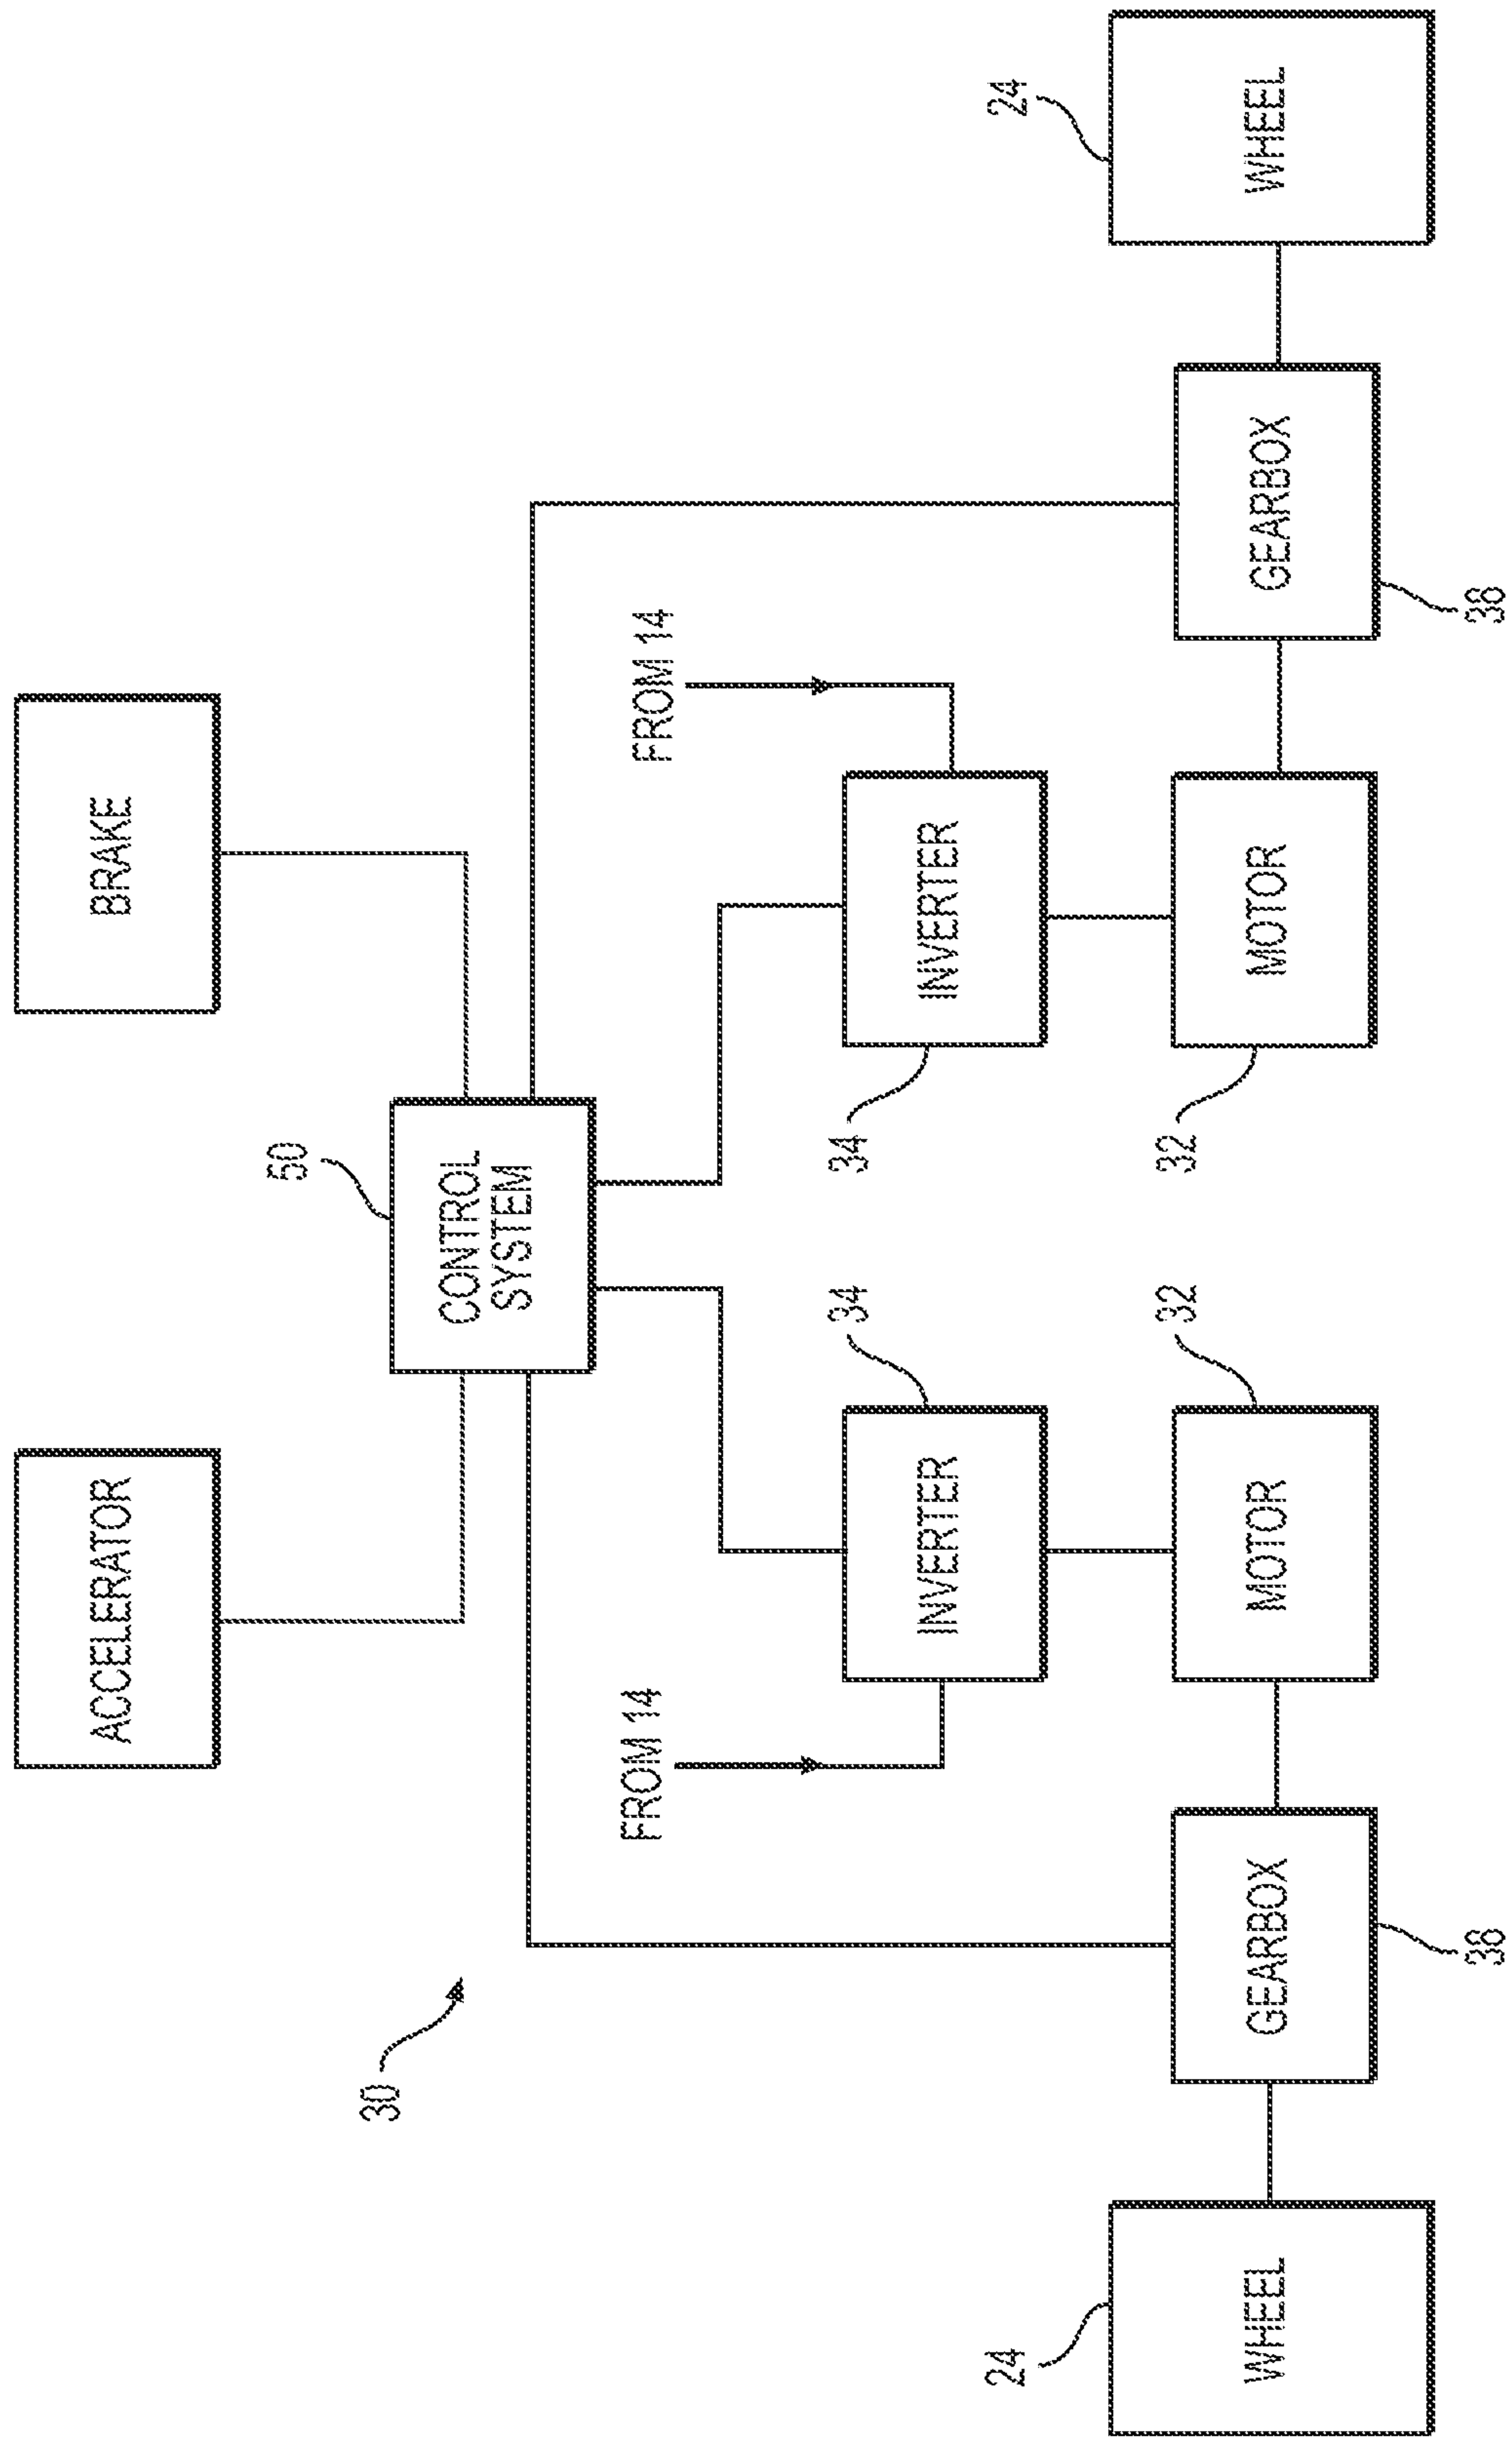 ACCELERATOR
BRAKE
30
50
CONTROL
SYSTEM
FROM 14
FROM 14
34
34
INVERTER
INVERTER
24
32
32
24
WHEEL
GEARBOX
MOTOR
MOTOR
GEARBOX
WHEEL
38
38